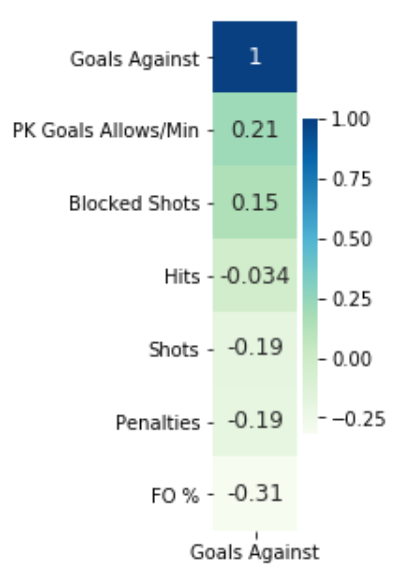 Goals Against 1
PK Goals Allows/Min 0.21
Blocked Shots 0.15
Hits -0.034
Shots -0.19
Penalties -0.19
FO % -0.31
Goals Against
1.00
0.75
0.50
0.25
0.00
−0.25